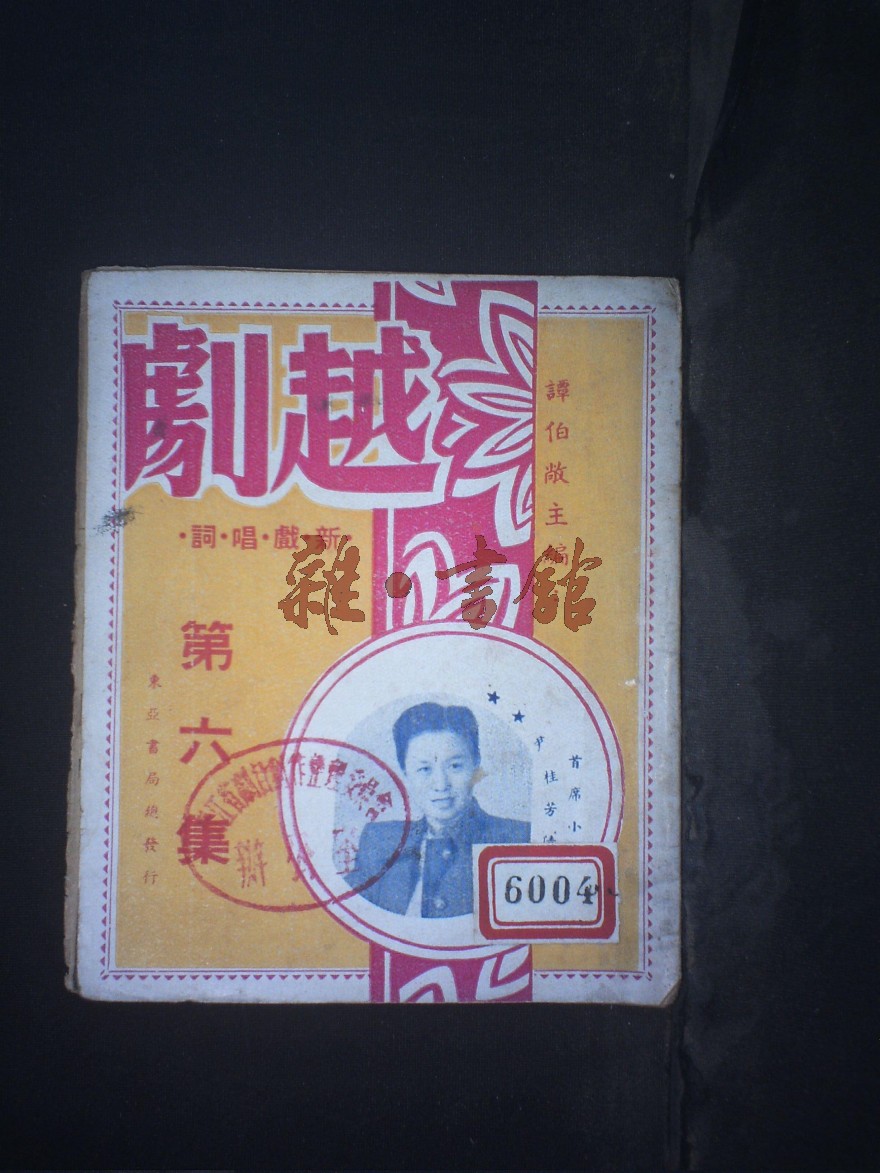 越劇
·新·戲·唱·詞·
譚伯敞主編
第六集
東亞書局總發行
首席小
尹桂芳
6004
雜·書館